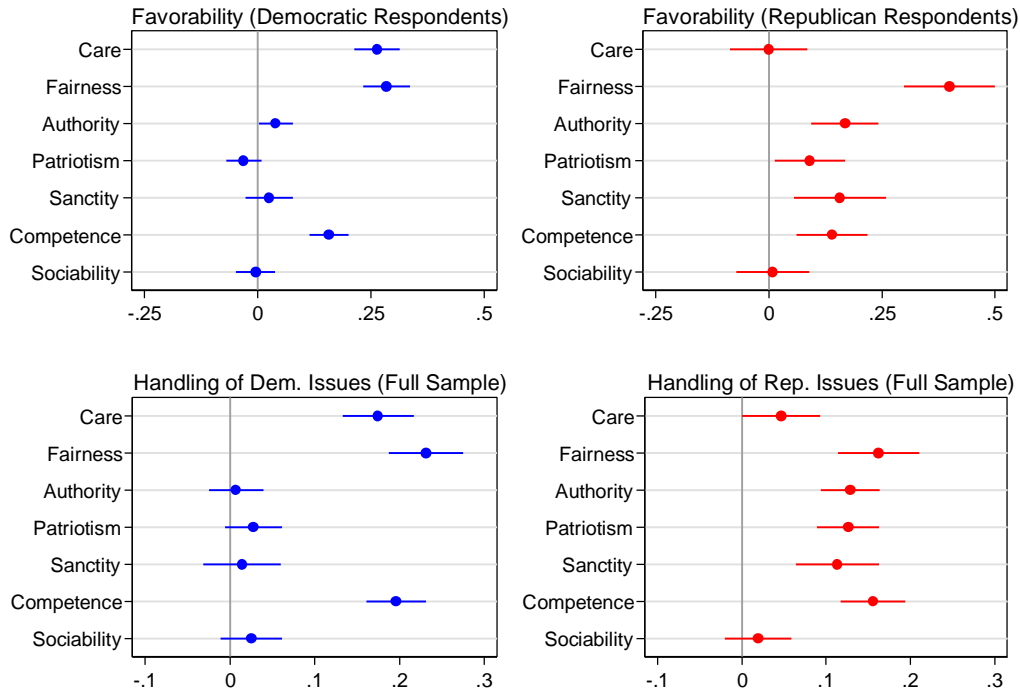 Favorability (Democratic Respondents)
Care
Fairness
Authority
Patriotism
Sanctity
Competence
Sociability
-.25 0 .25 .5
Favorability (Republican Respondents)
Care
Fairness
Authority
Patriotism
Sanctity
Competence
Sociability
-.25 0 .25 .5
Handling of Dem. Issues (Full Sample)
Care
Fairness
Authority
Patriotism
Sanctity
Competence
Sociability
-.1 0 .1 .2 .3
Handling of Rep. Issues (Full Sample)
Care
Fairness
Authority
Patriotism
Sanctity
Competence
Sociability
-.1 0 .1 .2 .3